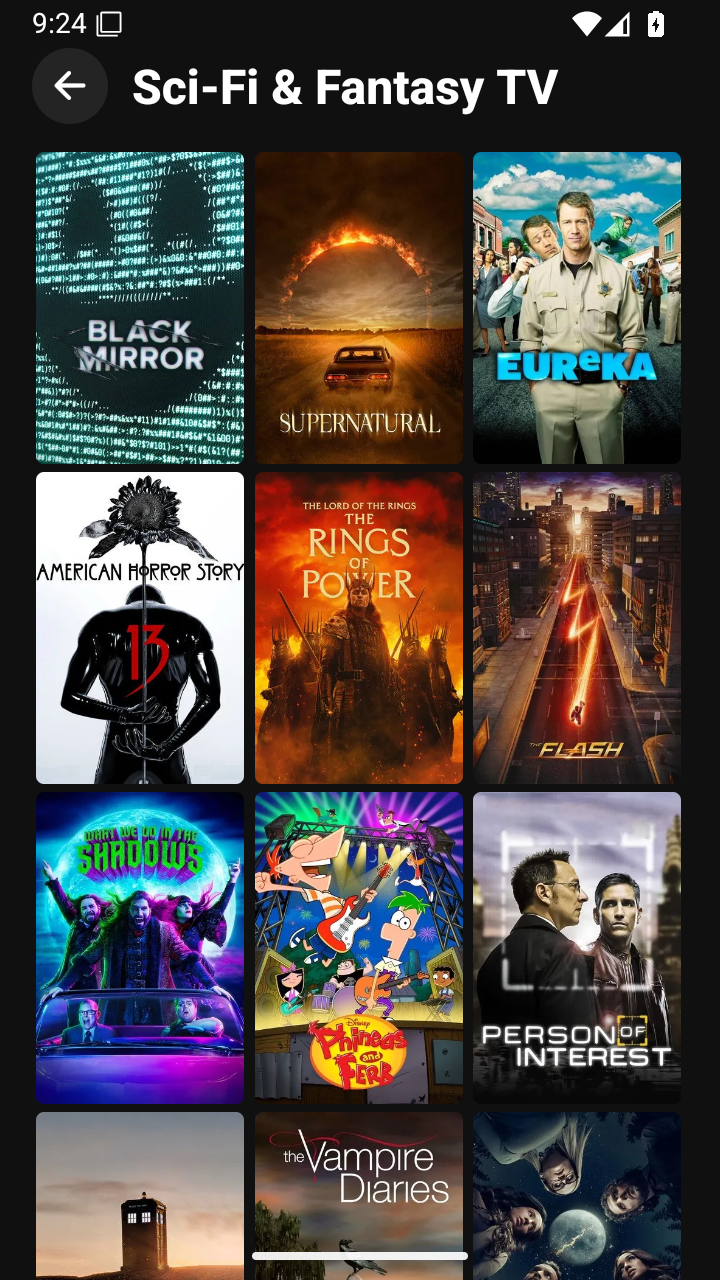 9:24
Sci-Fi & Fantasy TV
BLACK
MIRROR
SUPERNATURAL
EUReKA
AMERICAN HORROR STORY
13
THE LORD OF THE RINGS
THE
RINGS
OF
POWER
THE FLASH
WHAT WE DO IN THE
SHADOWS
Disney
Phineas
and
FERB
PERSON OF
INTEREST
the Vampire
Diaries